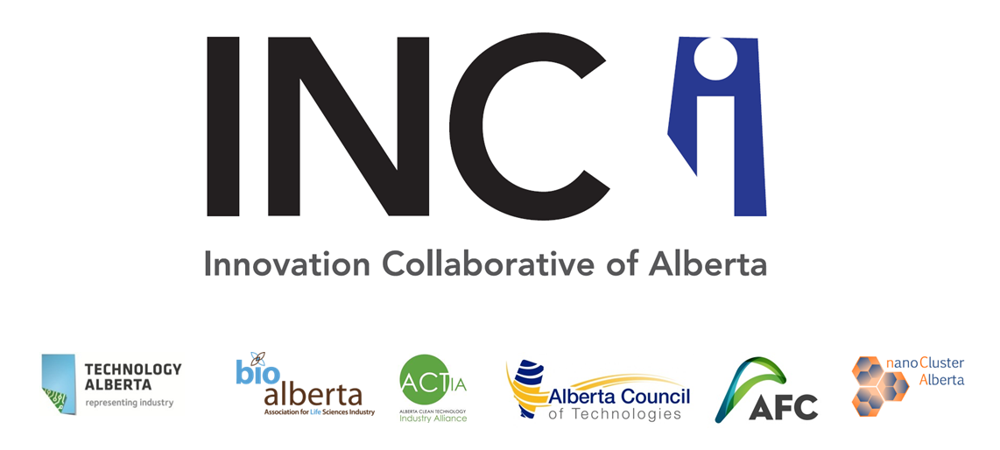 INC i
Innovation Collaborative of Alberta
TECHNOLOGY
ALBERTA
representing industry
bio
alberta
Association for Life Sciences Industry
ACTIA
ALBERTA CLEAN TECHNOLOGY
Industry Alliance
Alberta Council
of Technologies
AFC
nanoCluster
Alberta